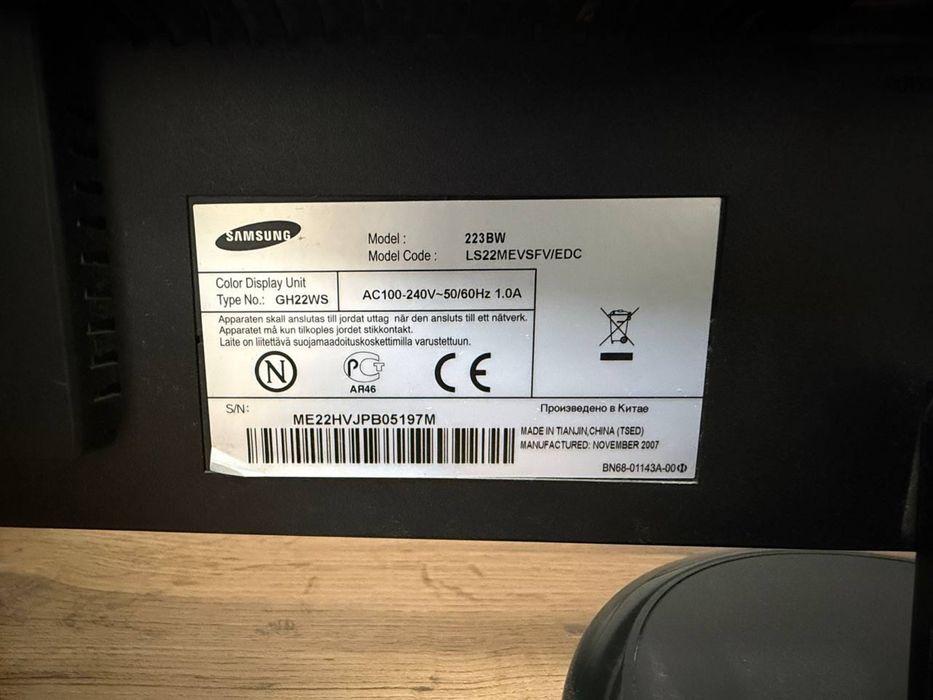 SAMSUNG
Model : 223BW
Model Code : LS22MEVSFV/EDC
Color Display Unit
Type No.: GH22WS
AC100-240V~50/60Hz 1.0A
Apparaten skall anslutas till jordat uttag när den ansluts till ett nätverk.
Apparatet må kun tilkoples jordet stikkontakt.
Laite on liitettävä suojamaadoituskoskettimilla varustettuun.
N
РСТ
АЯ46
CE
S/N:
ME22HVJPB05197M
Произведено в Китае
MADE IN TIANJIN,CHINA (TSED)
MANUFACTURED: NOVEMBER 2007
BN68-01143A-00